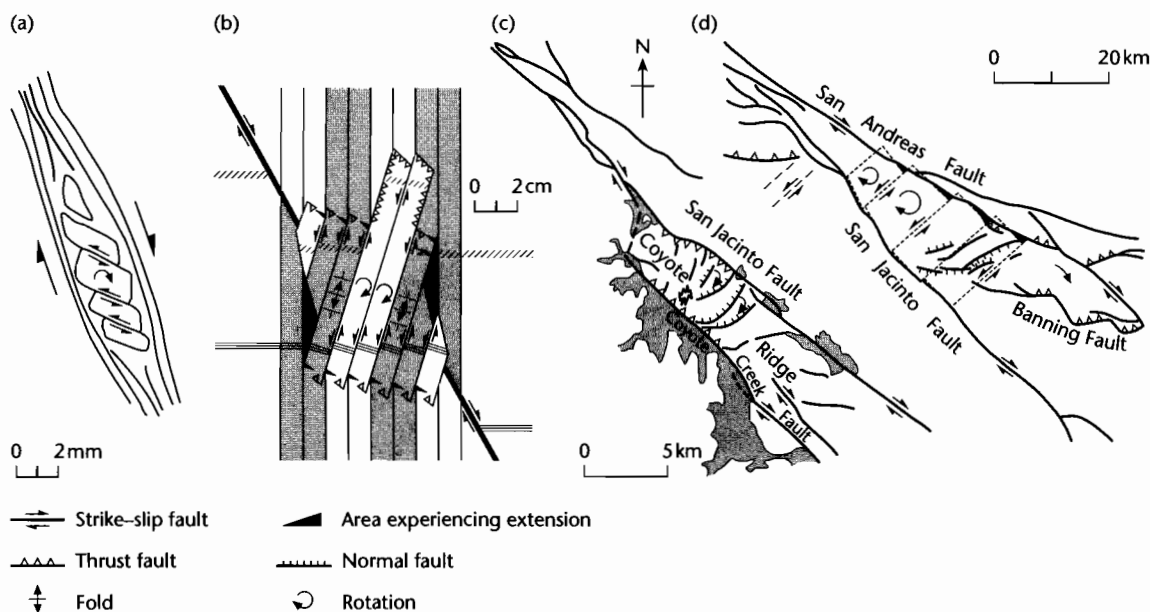 (a)
(b)
(c)
(d)
N
0 20 km
San Andreas Fault
0 2 cm
San Jacinto Fault
San Jacinto Fault
Coyote
Ridge
Coyote Creek Fault
Banning Fault
0 2 mm
0 5 km
Strike–slip fault
Area experiencing extension
Thrust fault
Normal fault
Fold
Rotation